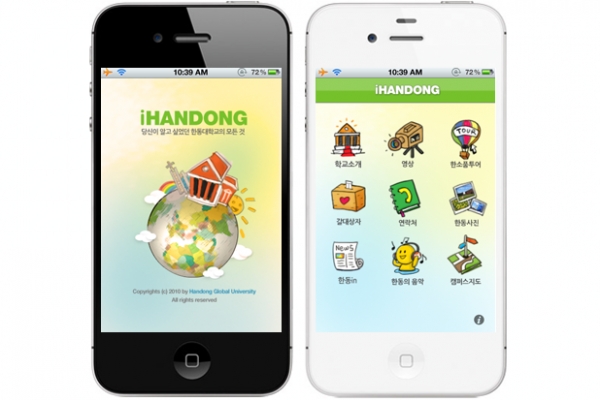 10:39 AM
72%
iHANDONG
당신이 알고 싶었던 한동대학교의 모든 것
Copyrights (c) 2010 by Handong Global University
All rights reserved
10:39 AM
72%
iHANDONG
학교소개
영상
TOUR
한소품투어
갈대상자
연락처
한동사진
NEWS
한동in
한동의 음악
캠퍼스지도